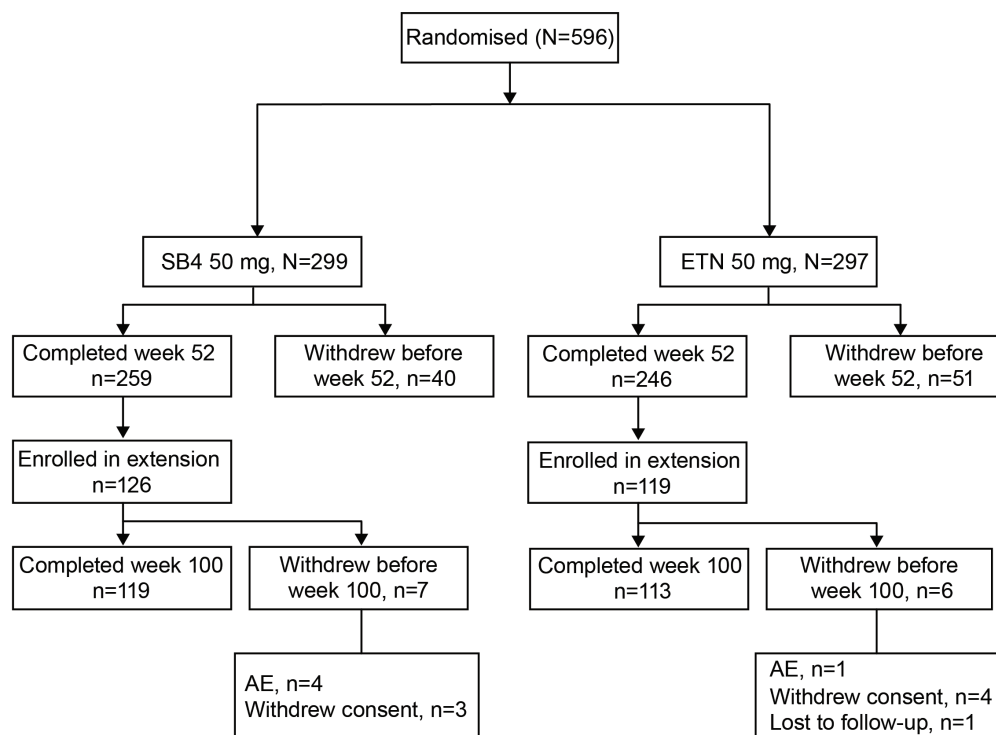 Randomised (N=596)
SB4 50 mg, N=299
ETN 50 mg, N=297
Completed week 52
n=259
Withdrew before
week 52, n=40
Completed week 52
n=246
Withdrew before
week 52, n=51
Enrolled in extension
n=126
Enrolled in extension
n=119
Completed week 100
n=119
Withdrew before
week 100, n=7
Completed week 100
n=113
Withdrew before
week 100, n=6
AE, n=4
Withdrew consent, n=3
AE, n=1
Withdrew consent, n=4
Lost to follow-up, n=1